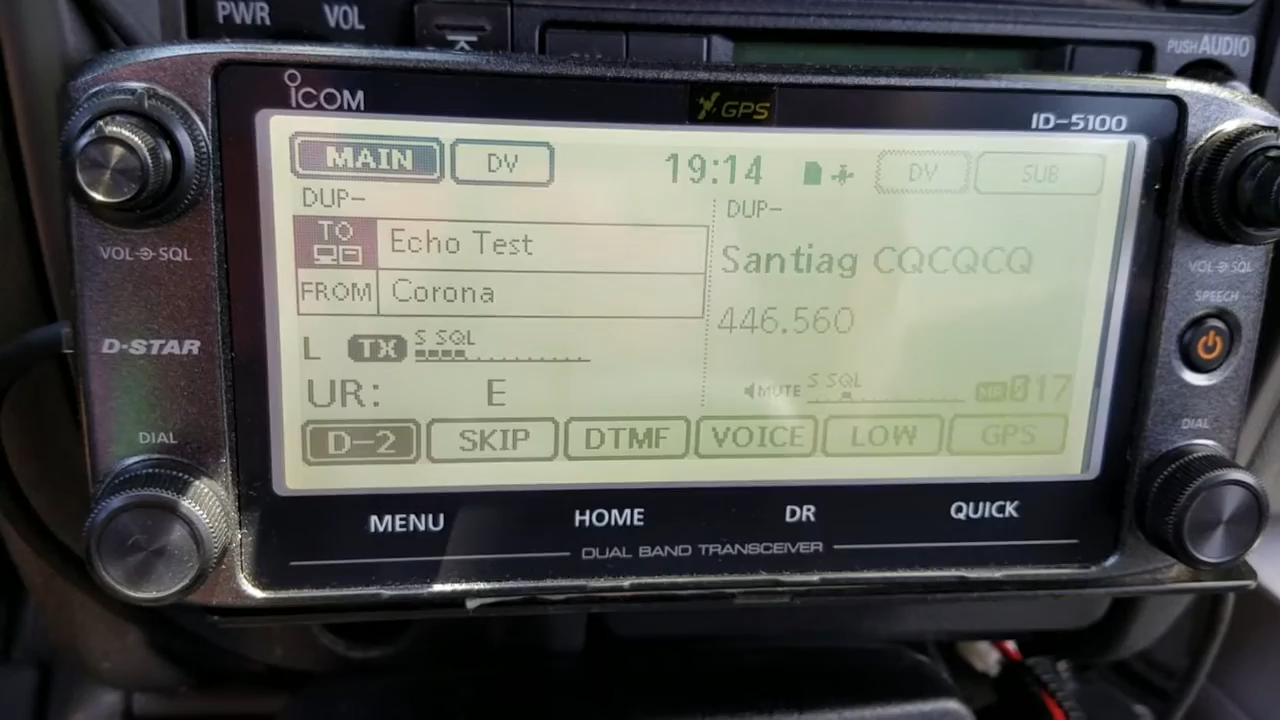 PWR VOL
PUSH AUDIO
ICOM
GPS
ID-5100
MAIN DV 19:14 DV SUB
DUP- DUP-
TO Echo Test
Santiag CQCQCQ
FROM Corona
446.560
L TX S SQL
UR: E
MUTE S SQL 017
D-2 SKIP DTMF VOICE LOW GPS
VOL SQL
D-STAR
DIAL
VOL SQL
SPEECH
DIAL
MENU HOME DR QUICK
DUAL BAND TRANSCEIVER